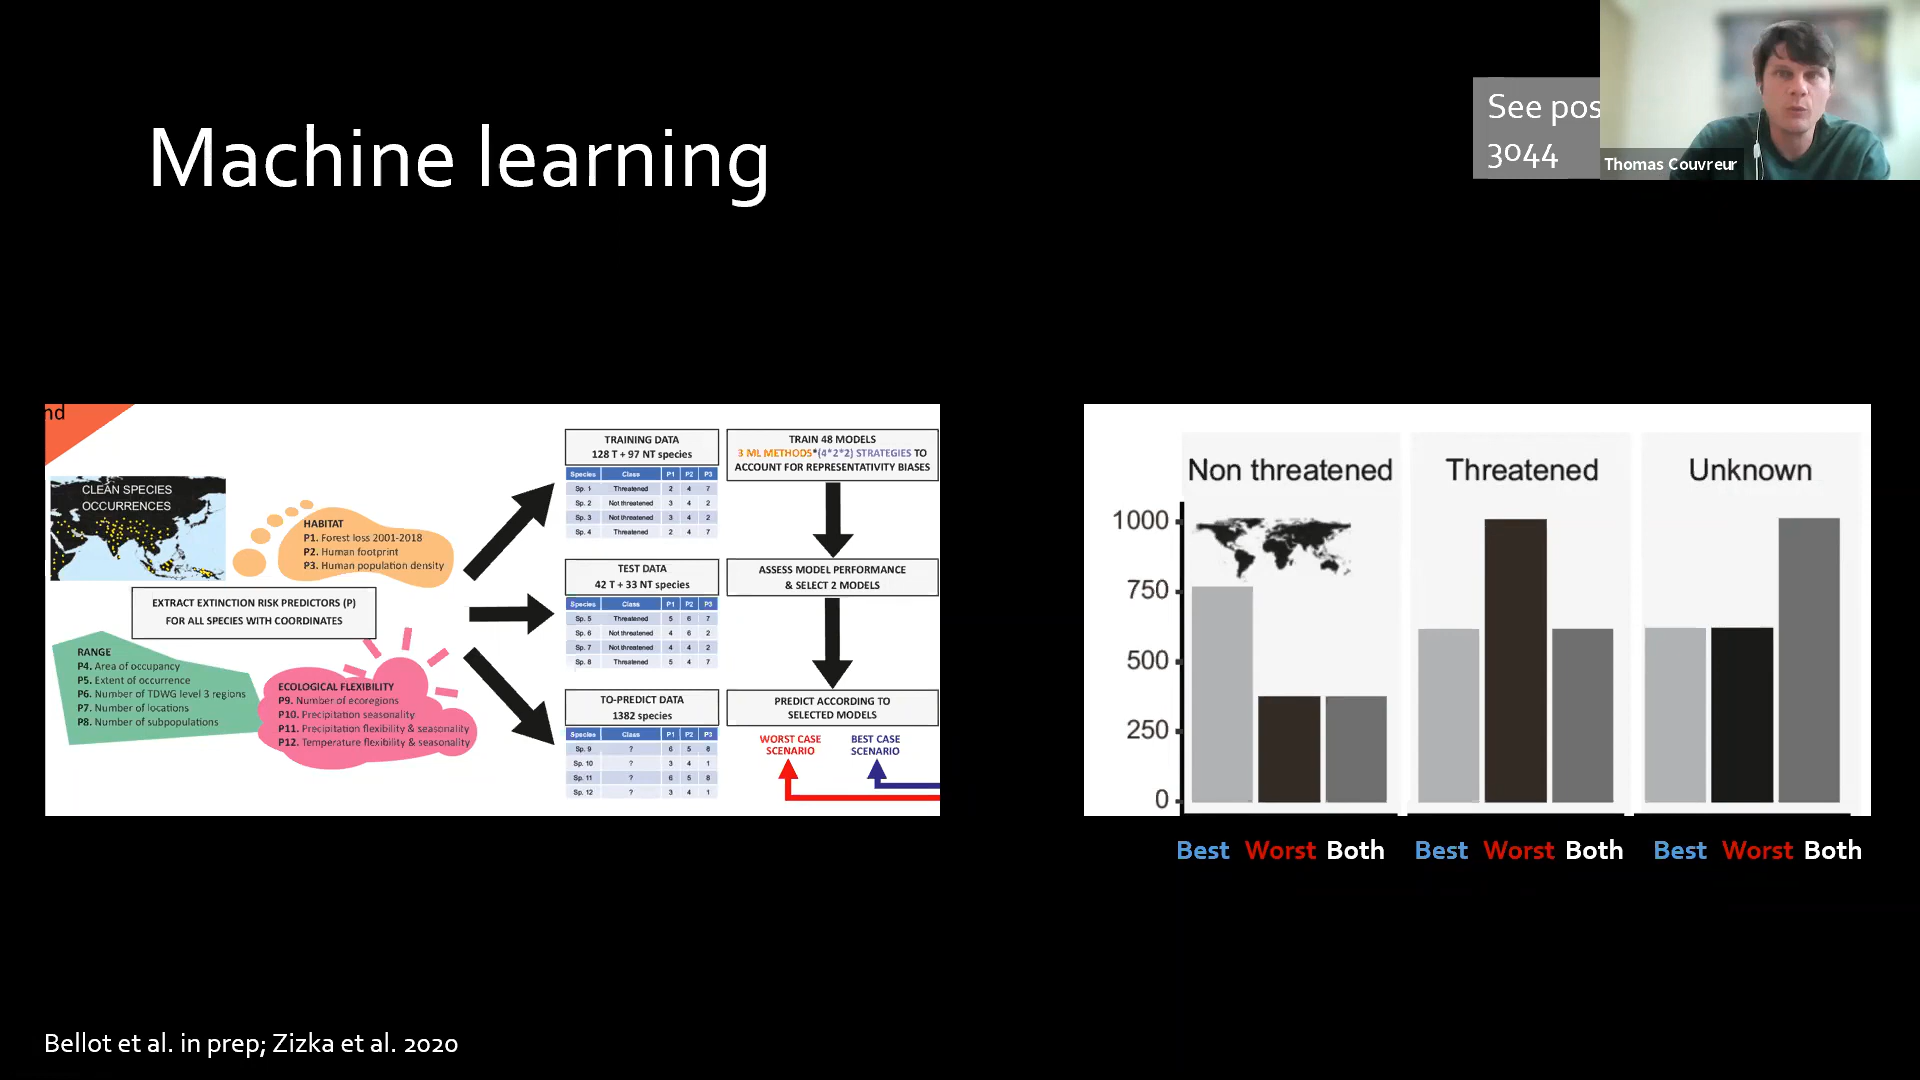 Machine learning
See pos
3044
Thomas Couvreur
nd
CLEAN SPECIES
OCCURRENCES
HABITAT
P1. Forest loss 2001-2018
P2. Human footprint
P3. Human population density
EXTRACT EXTINCTION RISK PREDICTORS (P)
FOR ALL SPECIES WITH COORDINATES
RANGE
P4. Area of occupancy
P5. Extent of occurrence
P6. Number of TDWG level 3 regions
P7. Number of locations
P8. Number of subpopulations
ECOLOGICAL FLEXIBILITY
P9. Number of ecoregions
P10. Precipitation seasonality
P11. Precipitation flexibility & seasonality
P12. Temperature flexibility & seasonality
TRAINING DATA
128 T + 97 NT species
Species Class P1 P2 P3
Sp. 1 Threatened 2 4 7
Sp. 2 Not threatened 3 4 2
Sp. 3 Not threatened 3 4 2
Sp. 4 Threatened 2 4 7
TEST DATA
42 T + 33 NT species
Species Class P1 P2 P3
Sp. 5 Threatened 5 6 7
Sp. 6 Not threatened 4 6 2
Sp. 7 Not threatened 4 4 2
Sp. 8 Threatened 5 4 7
TO-PREDICT DATA
1382 species
Species Class P1 P2 P3
Sp. 9 ? 6 5 8
Sp. 10 ? 3 4 1
Sp. 11 ? 6 5 8
Sp. 12 ? 3 4 1
TRAIN 48 MODELS
3 ML METHODS*(4*2*2) STRATEGIES TO
ACCOUNT FOR REPRESENTATIVITY BIASES
ASSESS MODEL PERFORMANCE
& SELECT 2 MODELS
PREDICT ACCORDING TO
SELECTED MODELS
WORST CASE
SCENARIO
BEST CASE
SCENARIO
Non threatened Threatened Unknown
1000
750
500
250
0
Best Worst Both Best Worst Both Best Worst Both
Bellot et al. in prep; Zizka et al. 2020